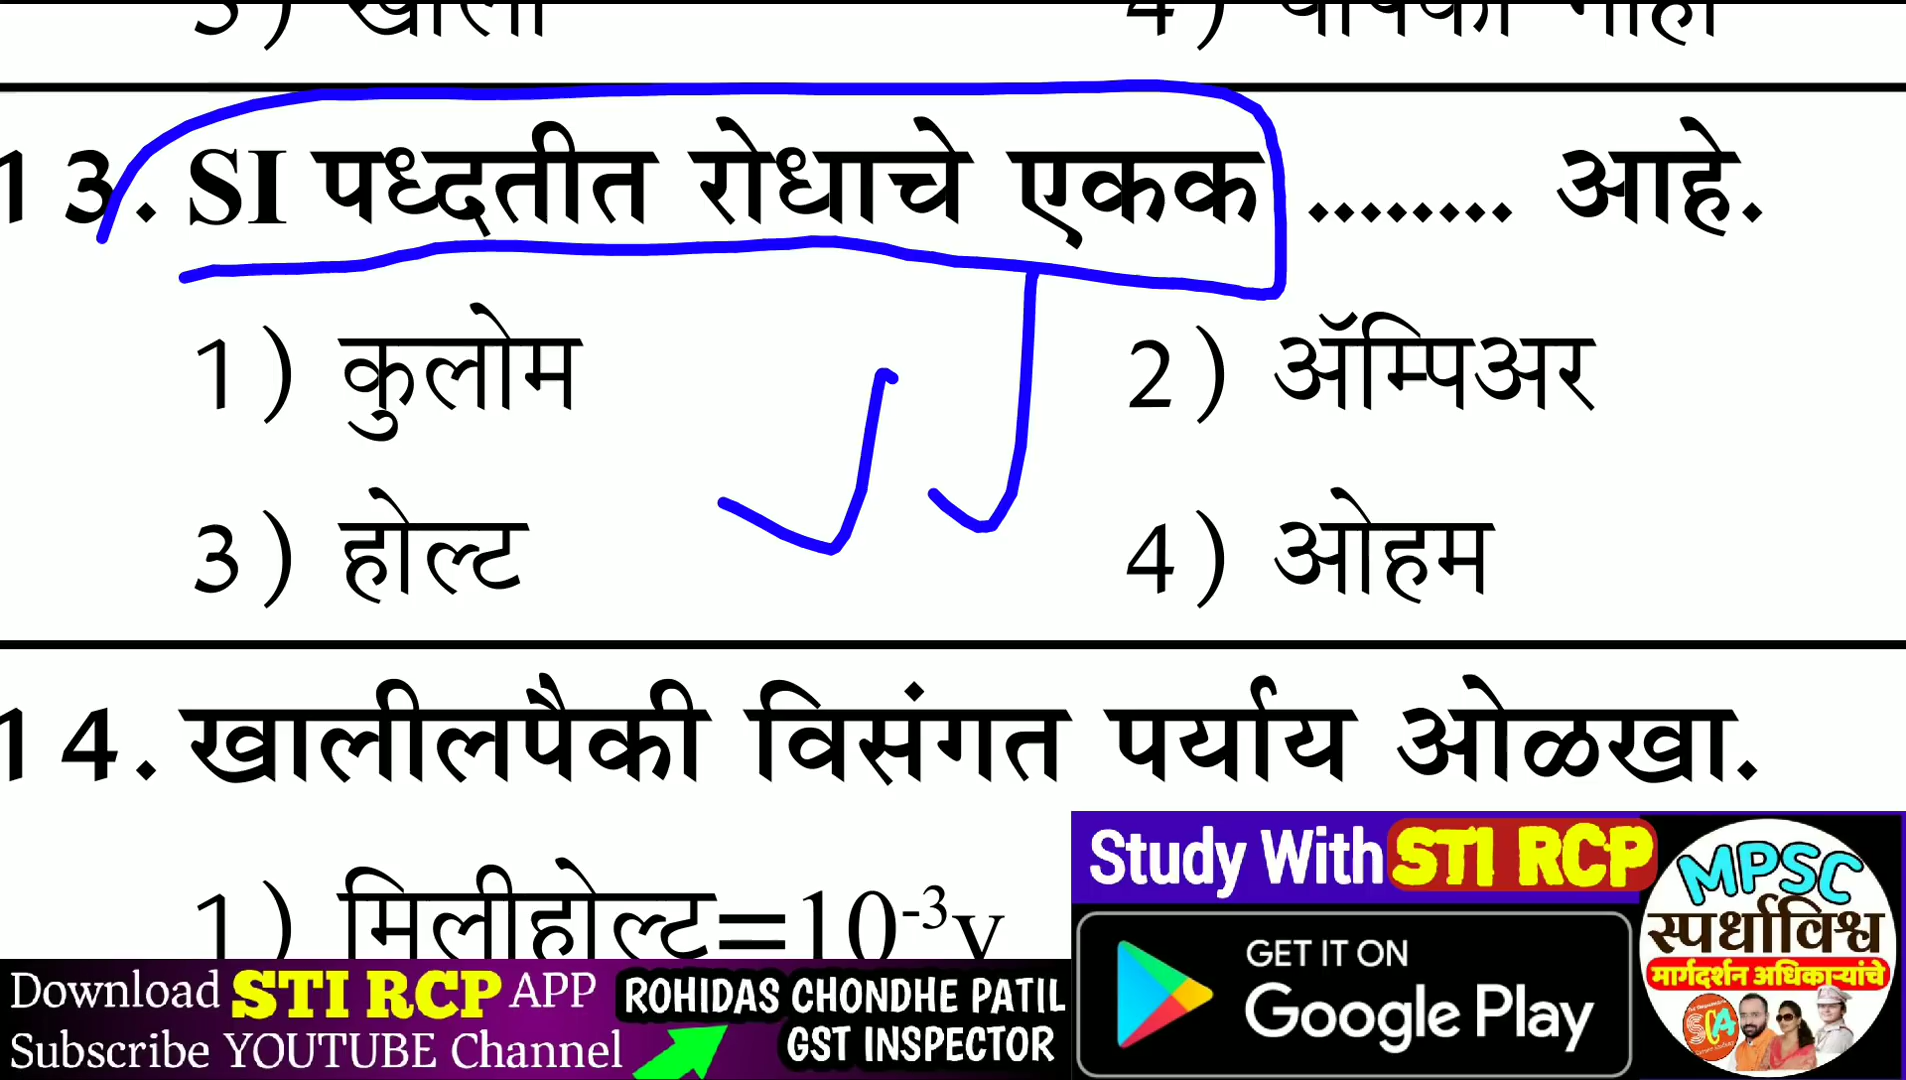 13. SI पध्दतीत रोधाचे एकक ........ आहे.
1) कुलोम 2) ॲम्पिअर
3) होल्ट 4) ओहम
14. खालीलपैकी विसंगत पर्याय ओळखा.
1) मिलीहोल्ट=10⁻³v
Study With STI RCP
GET IT ON
Google Play
MPSC
स्पर्धाविश्व
मार्गदर्शन अधिकाऱ्यांचे
Download STI RCP APP
Subscribe YOUTUBE Channel
ROHIDAS CHONDHE PATIL
GST INSPECTOR